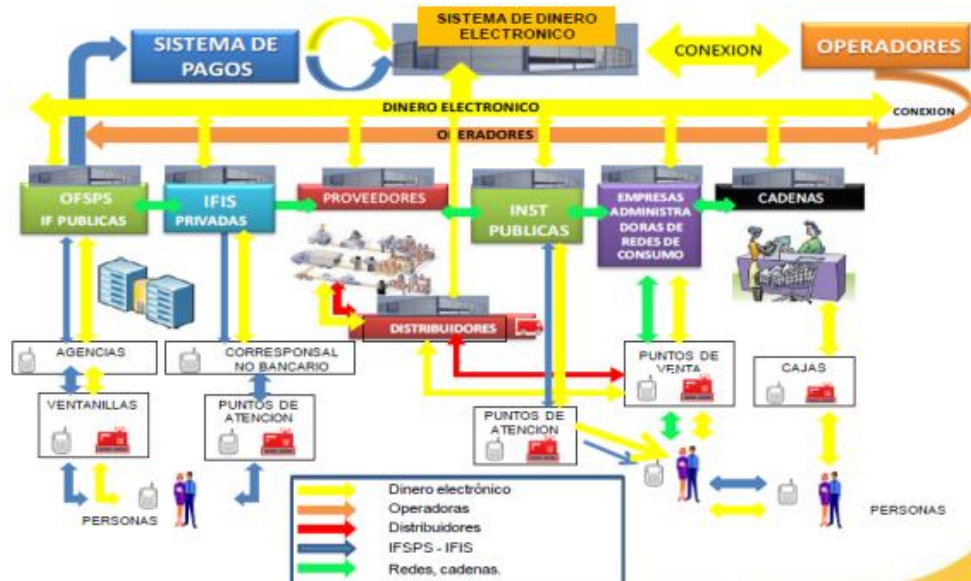 SISTEMA DE DINERO
ELECTRONICO
SISTEMA DE
PAGOS
CONEXION
OPERADORES
DINERO ELECTRONICO
CONEXION
OPERADORES
OFSPS
IF PUBLICAS
IFIS
PRIVADAS
PROVEEDORES
INST
PUBLICAS
EMPRESAS
ADMINISTRA
DORAS DE
REDES DE
CONSUMO
CADENAS
DISTRIBUIDORES
AGENCIAS
CORRESPONSAL
NO BANCARIO
PUNTOS DE
VENTA
CAJAS
VENTANILLAS
PUNTOS DE
ATENCION
PUNTOS DE
ATENCION
PERSONAS
PERSONAS
Dinero electrónico
Operadoras
Distribuidores
IFSPS - IFIS
Redes, cadenas.